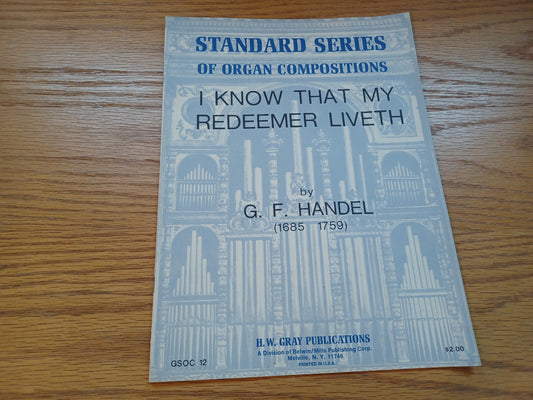 STANDARD SERIES
OF ORGAN COMPOSITIONS
I KNOW THAT MY
REDEEMER LIVETH
by
G. F. HANDEL
(1685 1759)
H.W. GRAY PUBLICATIONS
A Division of Belwin/Mills Publishing Corp.
Melville, N. Y. 11746
PRINTED IN U.S.A.
GSOC 12
$2.00